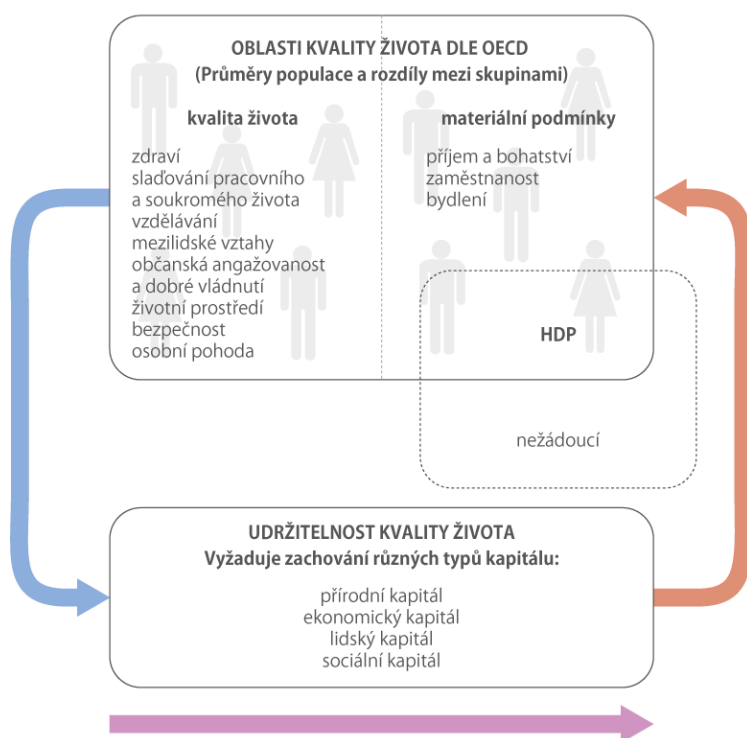 OBLASTI KVALITY ŽIVOTA DLE OECD
(Průměry populace a rozdíly mezi skupinami)
kvalita života
zdraví
slaďování pracovního
a soukromého života
vzdělávání
mezilidské vztahy
občanská angažovanost
a dobré vládnutí
životní prostředí
bezpečnost
osobní pohoda
materiální podmínky
příjem a bohatství
zaměstnanost
bydlení
HDP
nežádoucí
UDRŽITELNOST KVALITY ŽIVOTA
Vyžaduje zachování různých typů kapitálu:
přírodní kapitál
ekonomický kapitál
lidský kapitál
sociální kapitál